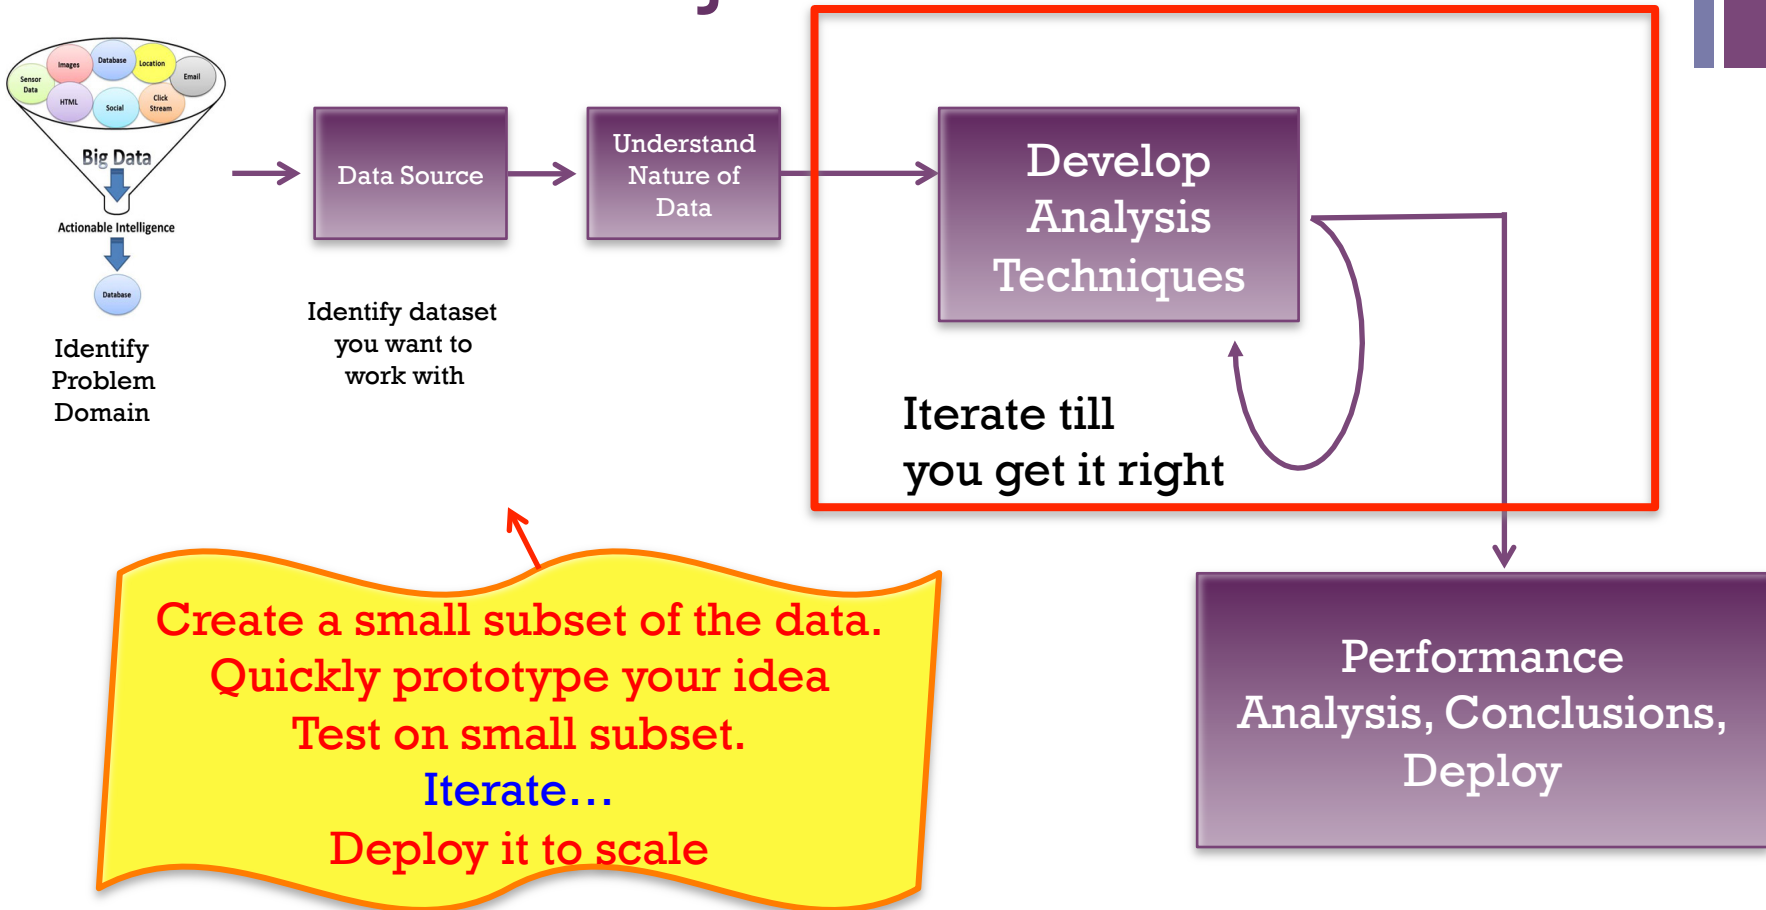 Images
Database
Location
Email
Sensor
Data
HTML
Social
Click
Stream
Big Data
Actionable Intelligence
Database
Identify
Problem
Domain
Data Source
Identify dataset
you want to
work with
Understand
Nature of
Data
Develop
Analysis
Techniques
Iterate till
you get it right
Create a small subset of the data.
Quickly prototype your idea
Test on small subset.
Iterate…
Deploy it to scale
Performance
Analysis, Conclusions,
Deploy